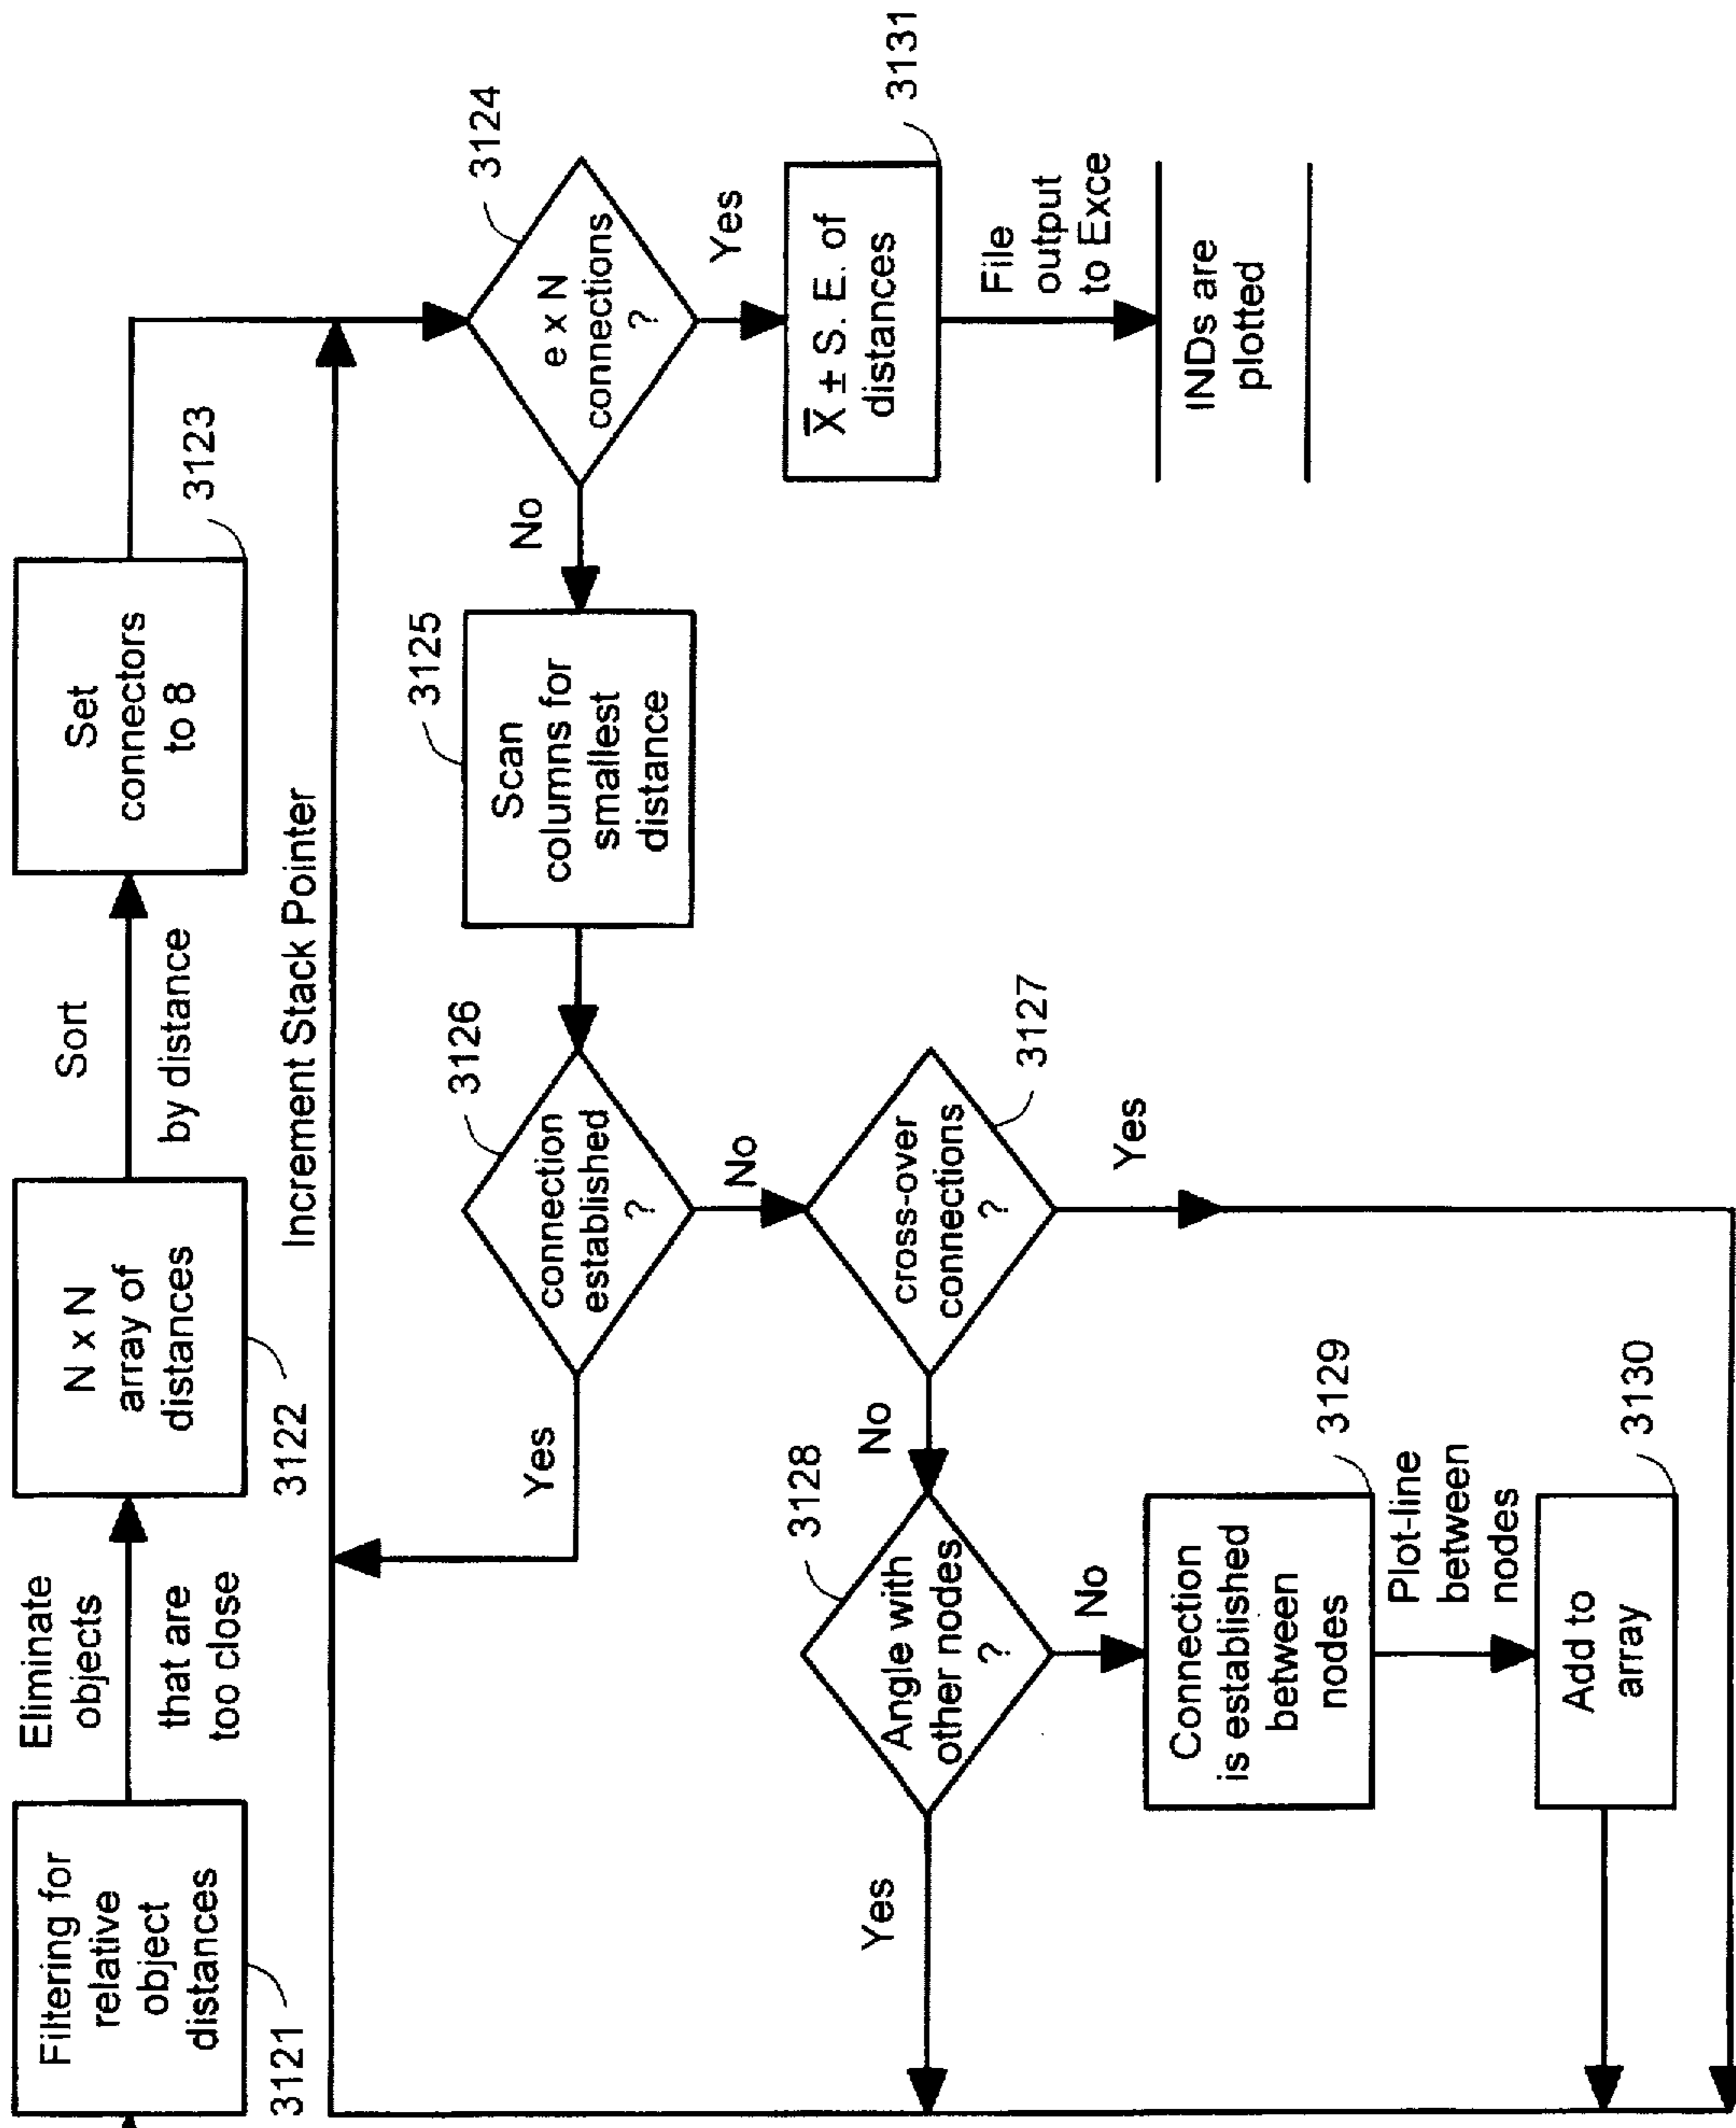 Filtering for
relative
object
distances
3121
Eliminate
objects
that are
too close
N x N
array of
distances
3122
Sort
by distance
Set
connectors
to 8
3123
Increment Stack Pointer
e x N
connections
?
3124
No
Yes
X̅ ± S. E. of
distances
3131
File
output
to Exce
INDs are
plotted
Scan
columns for
smallest
distance
3125
connection
established
?
3126
Yes
No
cross-over
connections
?
3127
Yes
No
Angle with
other nodes
?
3128
Yes
No
Connection
is established
between
nodes
3129
Plot-line
between
nodes
Add to
array
3130